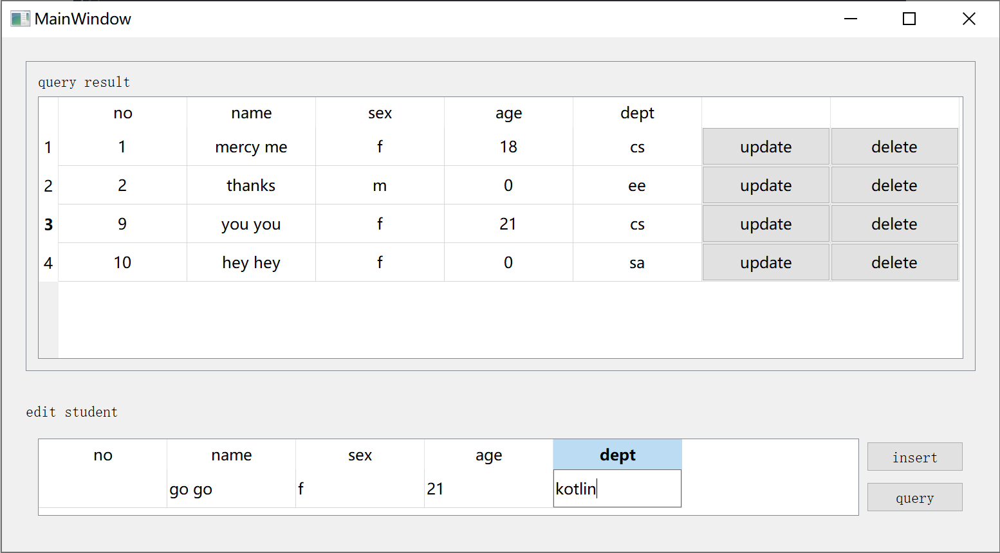 MainWindow
query result
no name sex age dept
1 1 mercy me f 18 cs update delete
2 2 thanks m 0 ee update delete
3 9 you you f 21 cs update delete
4 10 hey hey f 0 sa update delete
edit student
no name sex age dept
insert
go go f 21 kotlin
query